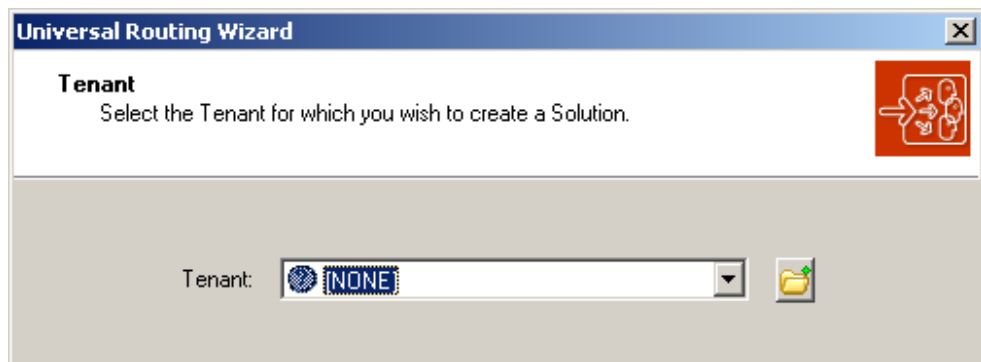 Universal Routing Wizard
Tenant
Select the Tenant for which you wish to create a Solution.
Tenant: [NONE]